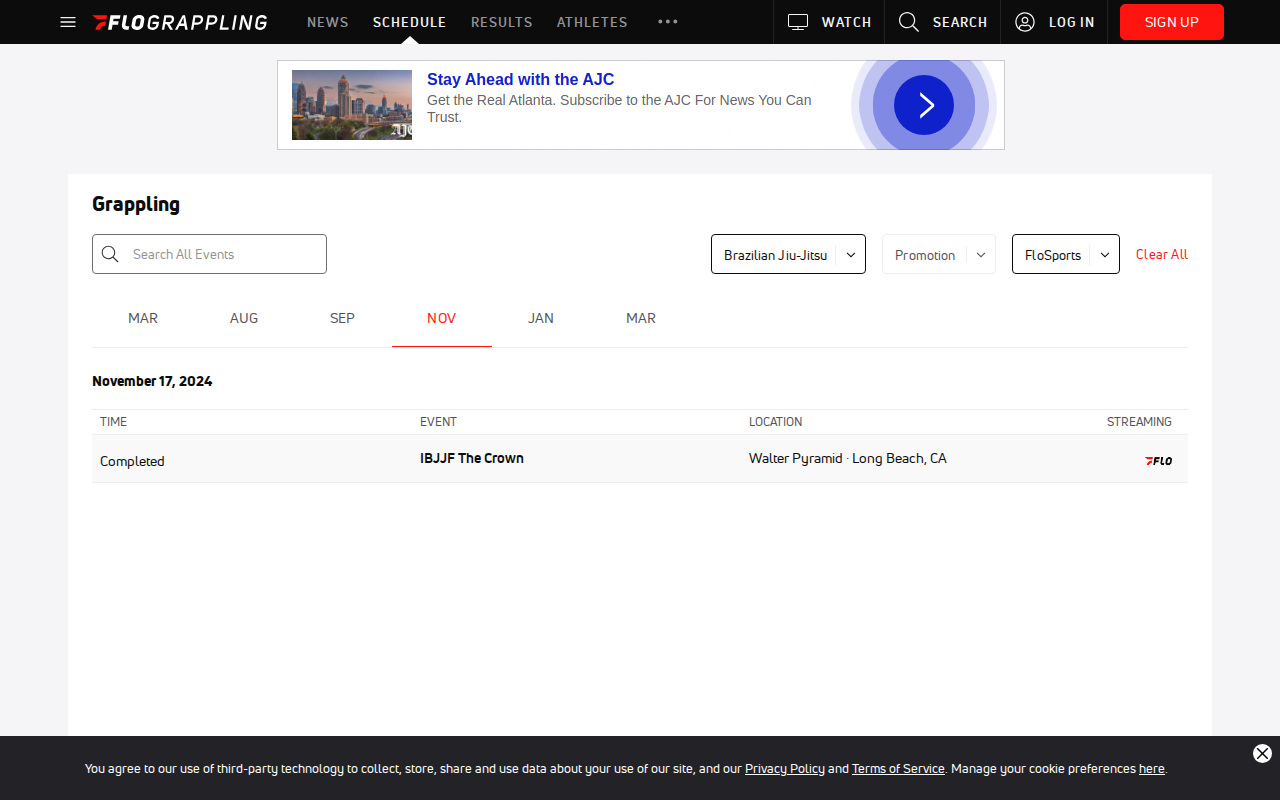 FLOGRAPPLING NEWS SCHEDULE RESULTS ATHLETES ••• WATCH SEARCH LOG IN SIGN UP
AJC
Stay Ahead with the AJC
Get the Real Atlanta. Subscribe to the AJC For News You Can
Trust.
Grappling
Search All Events Brazilian Jiu-Jitsu Promotion FloSports Clear All
MAR AUG SEP NOV JAN MAR
November 17, 2024
TIME EVENT LOCATION STREAMING
Completed IBJJF The Crown Walter Pyramid · Long Beach, CA FLO
You agree to our use of third-party technology to collect, store, share and use data about your use of our site, and our Privacy Policy and Terms of Service. Manage your cookie preferences here.